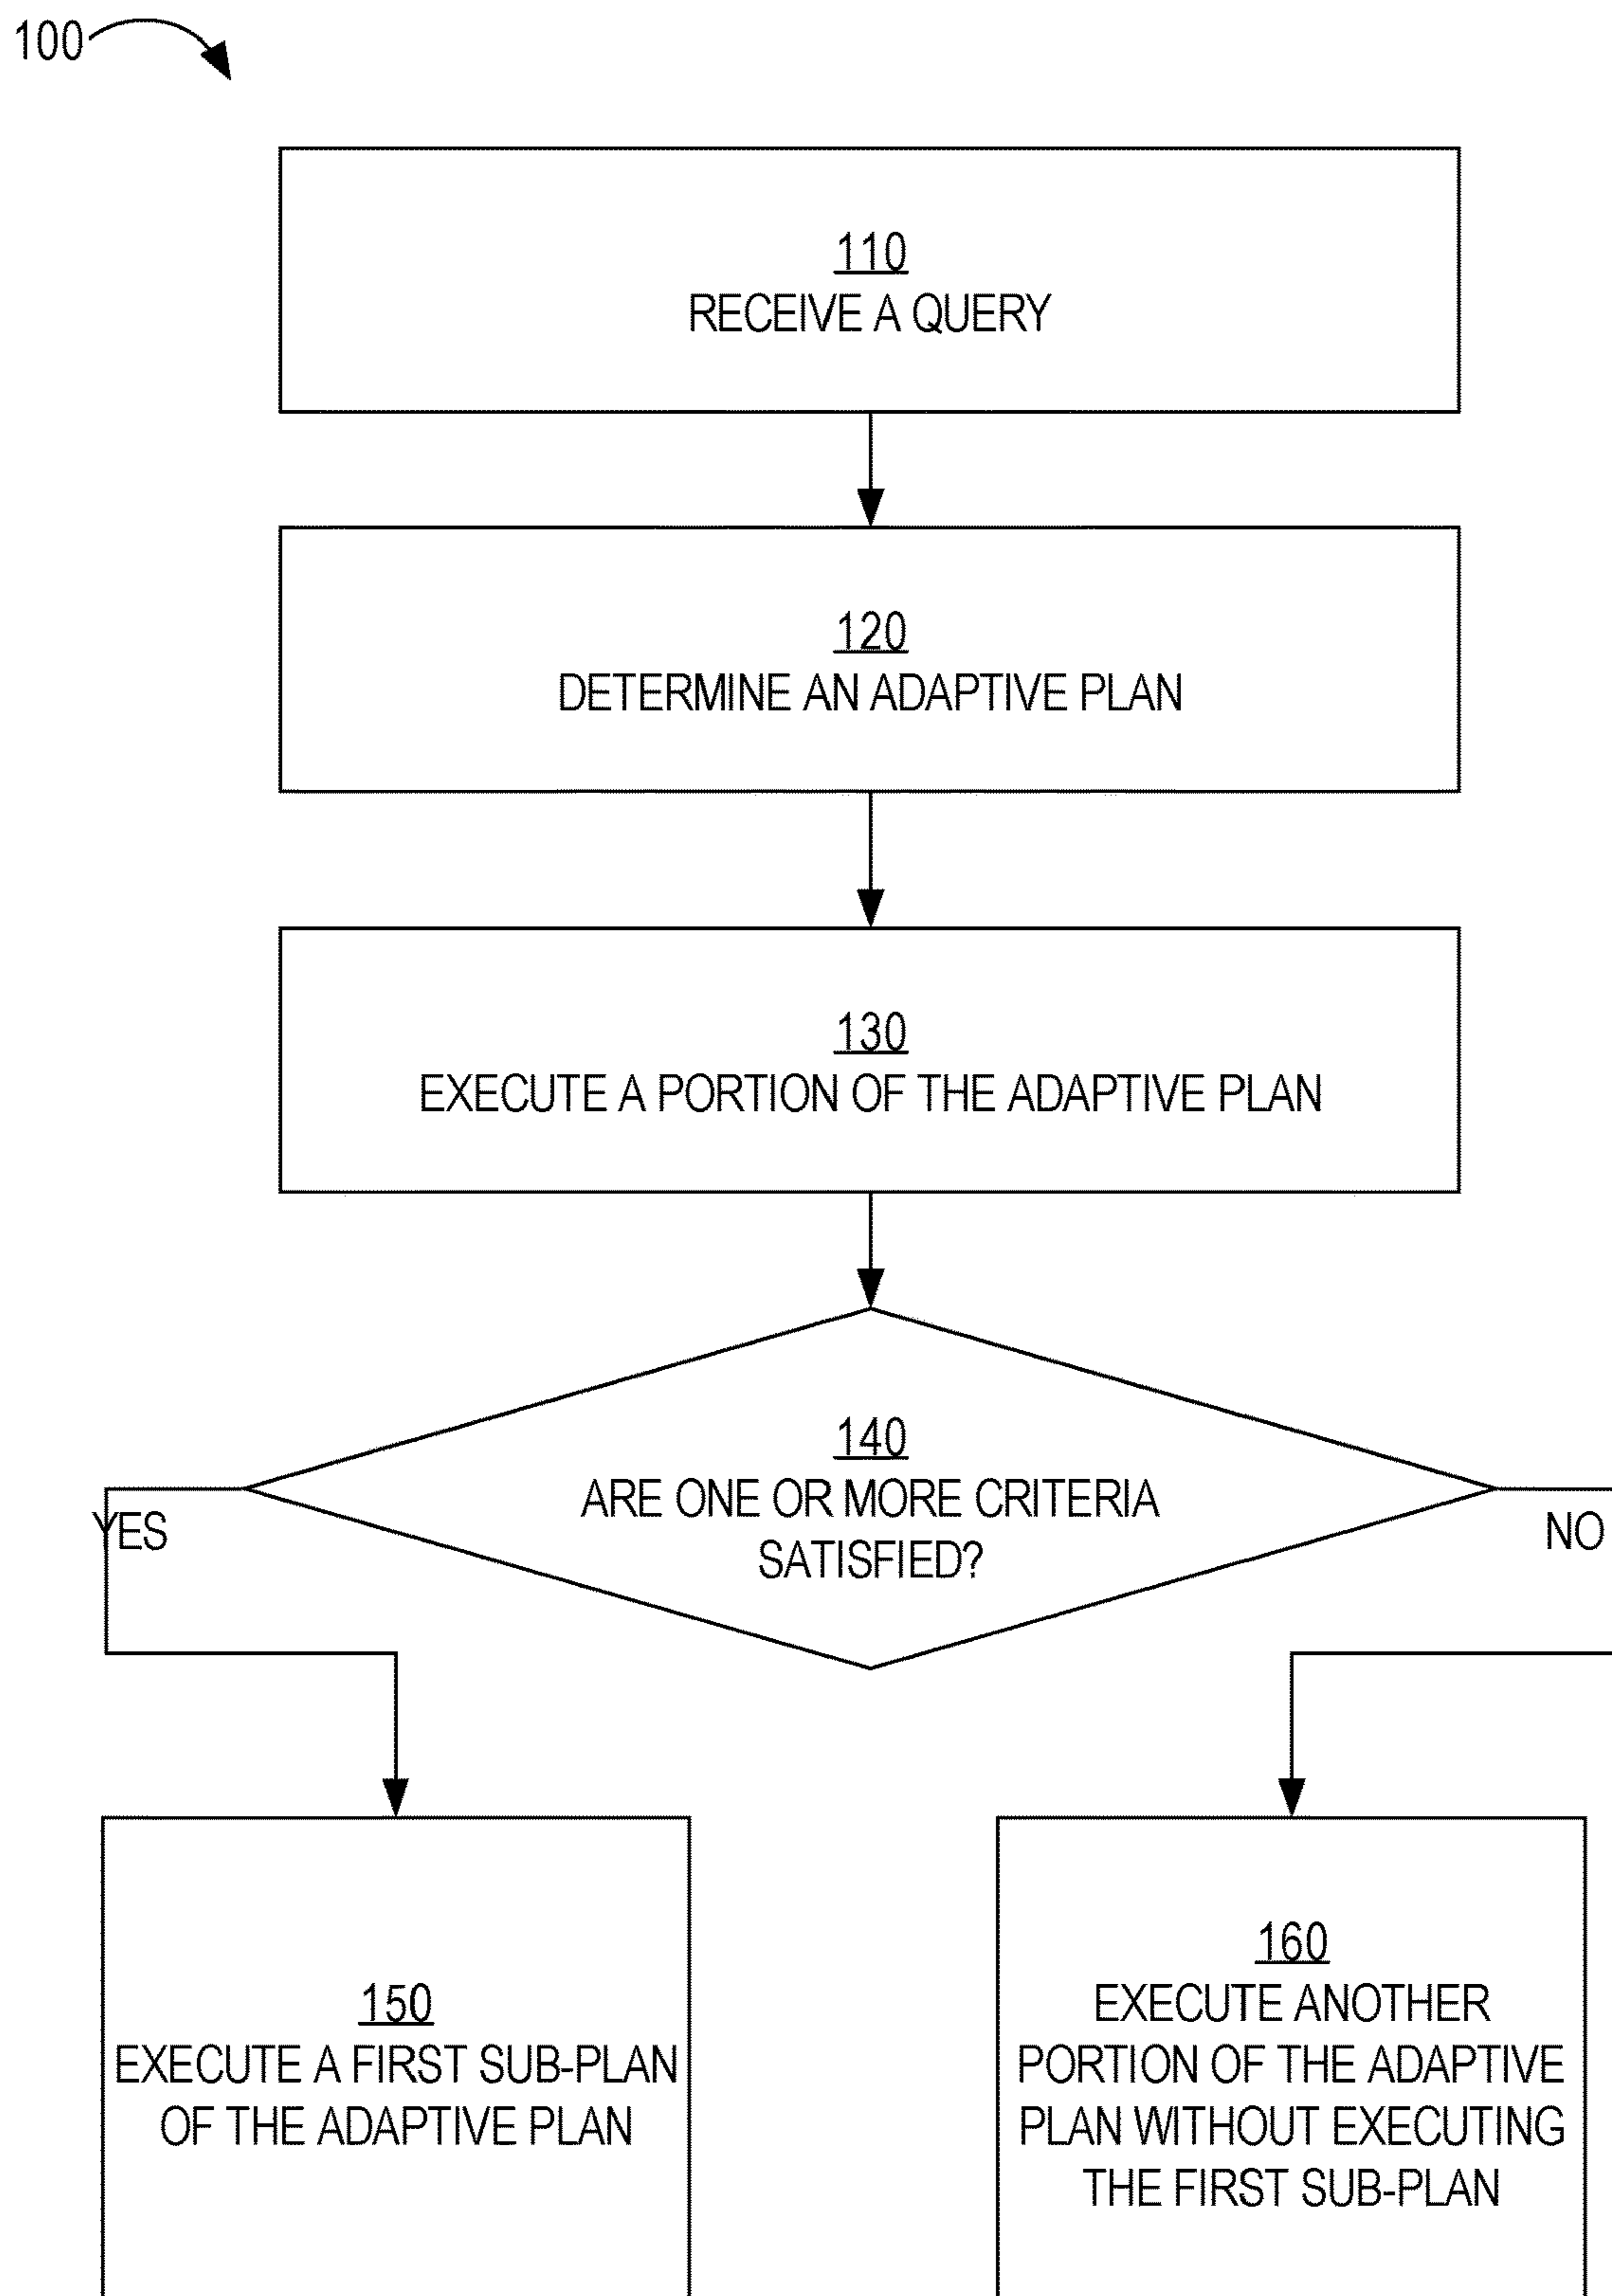 100
110
RECEIVE A QUERY
120
DETERMINE AN ADAPTIVE PLAN
130
EXECUTE A PORTION OF THE ADAPTIVE PLAN
140
ARE ONE OR MORE CRITERIA
SATISFIED?
YES
NO
150
EXECUTE A FIRST SUB-PLAN
OF THE ADAPTIVE PLAN
160
EXECUTE ANOTHER
PORTION OF THE ADAPTIVE
PLAN WITHOUT EXECUTING
THE FIRST SUB-PLAN